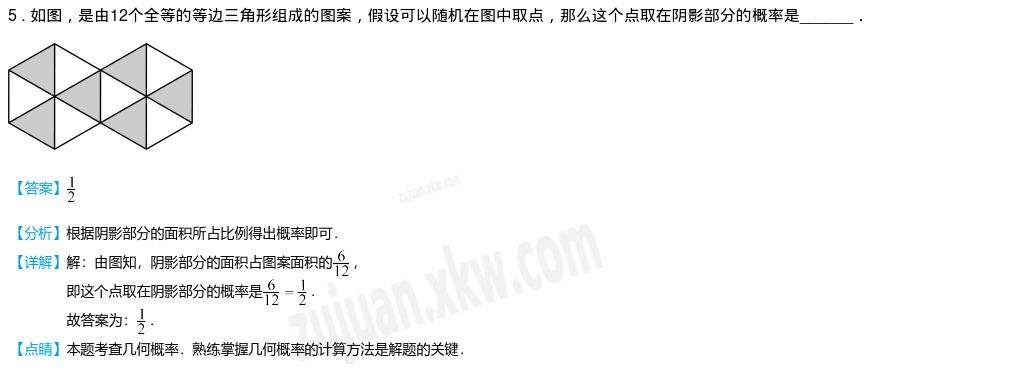 5．如图，是由12个全等的等边三角形组成的图案，假设可以随机在图中取点，那么这个点取在阴影部分的概率是______．
【答案】1/2
zujuan.xkw.com
【分析】根据阴影部分的面积所占比例得出概率即可．
【详解】解：由图知，阴影部分的面积占图案面积的6/12，
即这个点取在阴影部分的概率是6/12=1/2．
故答案为：1/2．
【点睛】本题考查几何概率．熟练掌握几何概率的计算方法是解题的关键．
zujuan.xkw.com